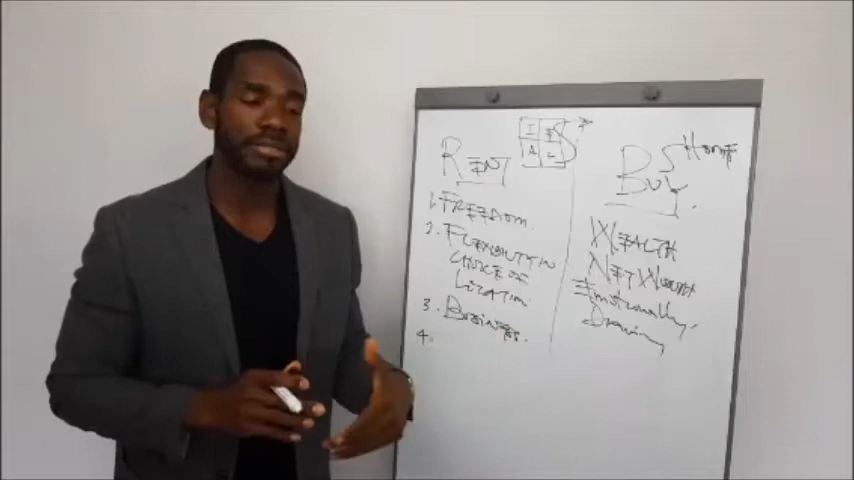 I E
A L
RENT
1. FREEDOM.
2. FLEXIBILITY IN
CHOICE OF
LOCATION
3. BUSINESS.
4.
BUY
HOME
WEALTH
NET WORTH
Emotionally,
Draining